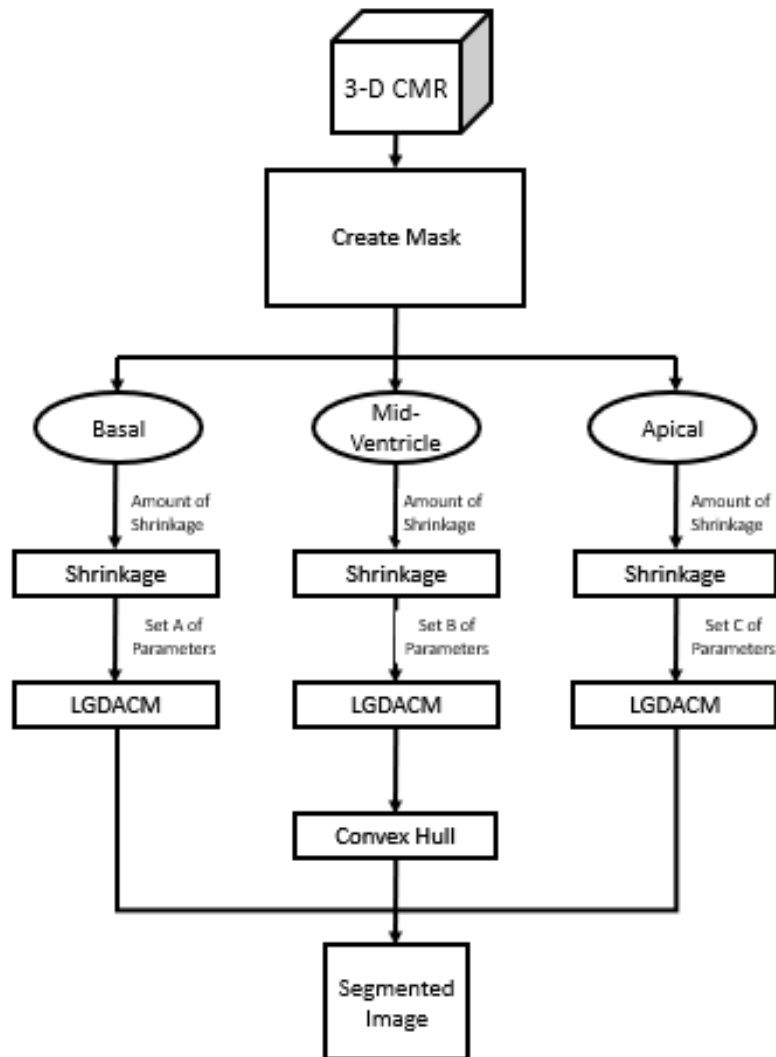 3-D CMR
Create Mask
Basal
Mid-
Ventricle
Apical
Amount of
Shrinkage
Amount of
Shrinkage
Amount of
Shrinkage
Shrinkage
Shrinkage
Shrinkage
Set A of
Parameters
Set B of
Parameters
Set C of
Parameters
LGDACM
LGDACM
LGDACM
Convex Hull
Segmented
Image